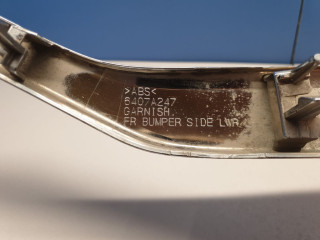 >ABS<
6407A247
GARNISH,
FR BUMPER SIDE LWR